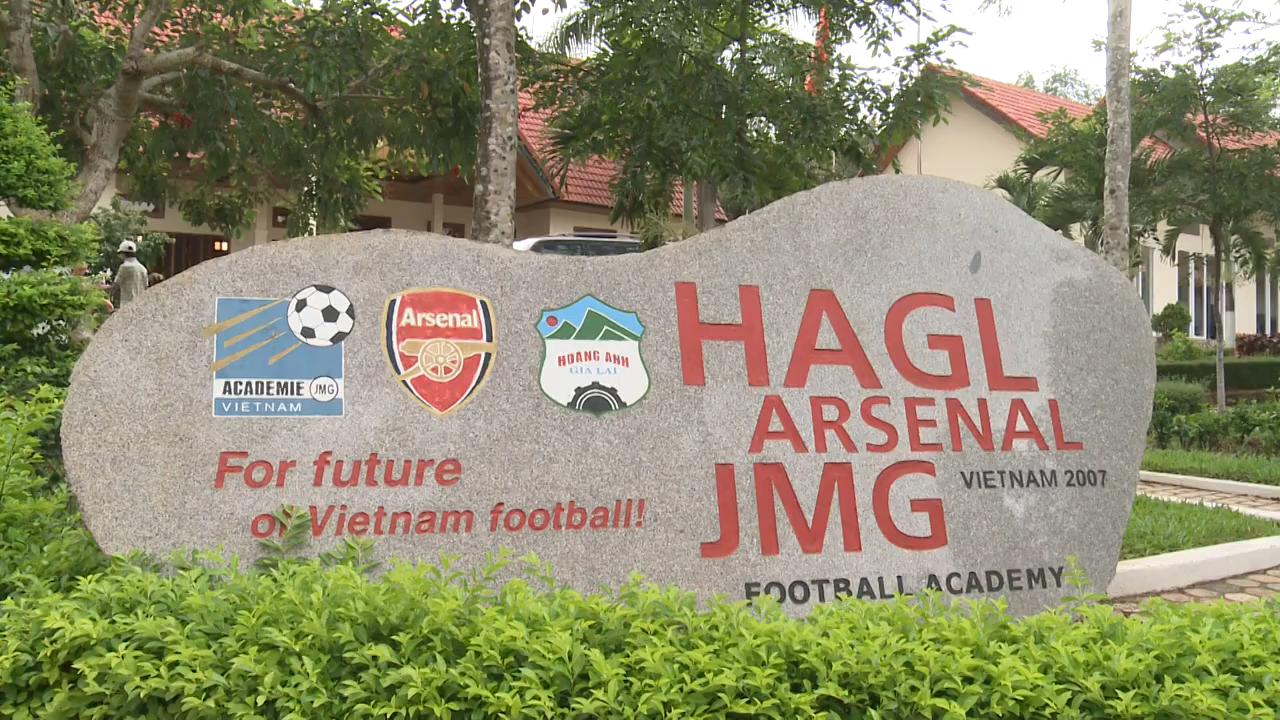 ACADEMIE JMG
VIETNAM
Arsenal
HOANG ANH
GIA LAI
For future
of Vietnam football!
HAGL
ARSENAL
JMG
VIETNAM 2007
FOOTBALL ACADEMY